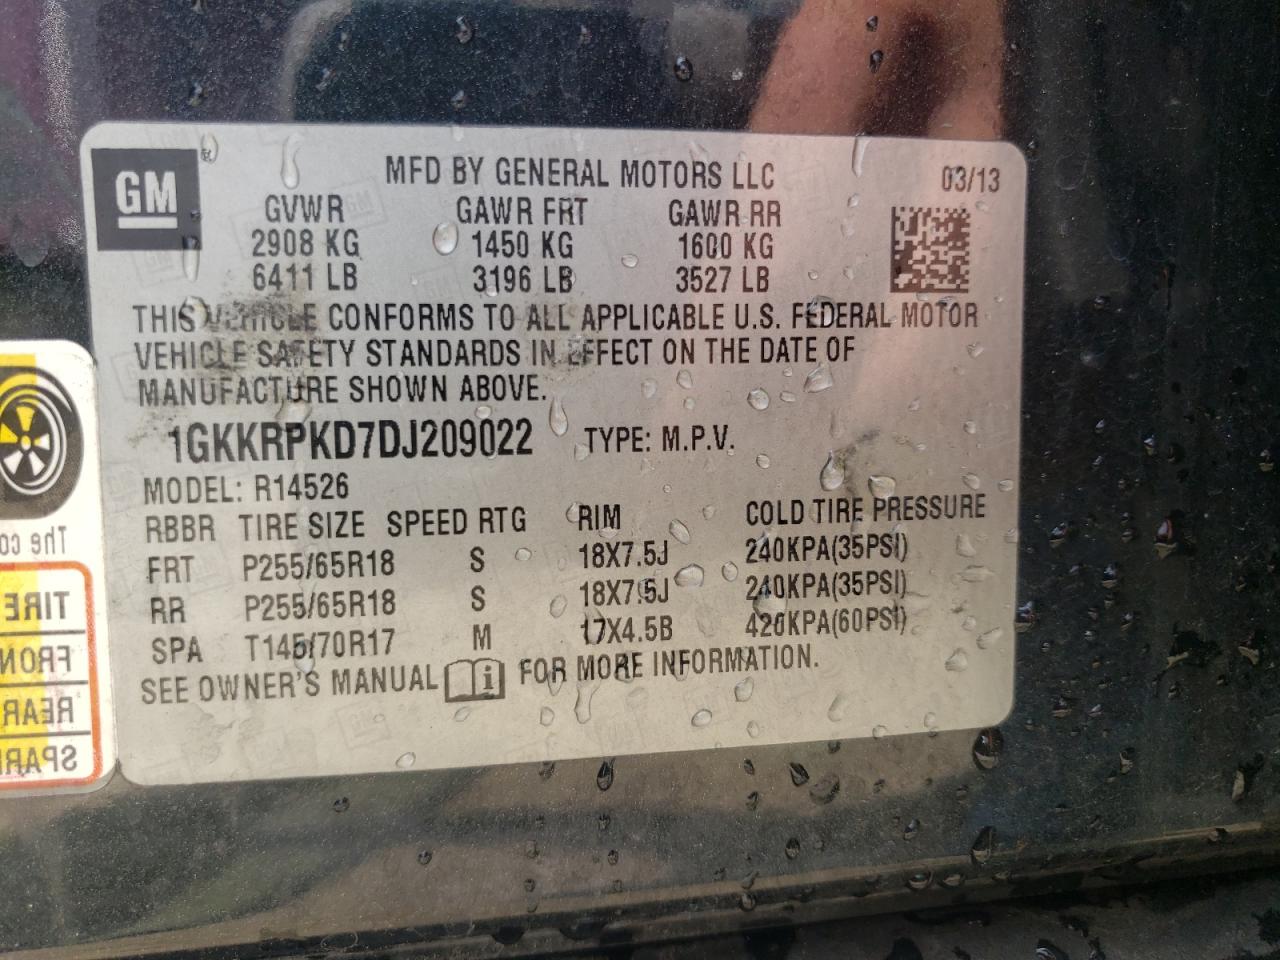 GM
MFD BY GENERAL MOTORS LLC 03/13
GVWR GAWR FRT GAWR RR
2908 KG 1450 KG 1600 KG
6411 LB 3196 LB 3527 LB
THIS VEHICLE CONFORMS TO ALL APPLICABLE U.S. FEDERAL MOTOR
VEHICLE SAFETY STANDARDS IN EFFECT ON THE DATE OF
MANUFACTURE SHOWN ABOVE.
1GKKRPKD7DJ209022 TYPE: M.P.V.
MODEL: R14526
RBBR TIRE SIZE SPEED RTG RIM COLD TIRE PRESSURE
FRT P255/65R18 S 18X7.5J 240KPA(35PSI)
RR P255/65R18 S 18X7.5J 240KPA(35PSI)
SPA T145/70R17 M 17X4.5B 420KPA(60PSI)
SEE OWNER'S MANUAL i FOR MORE INFORMATION.
The co
TIRE
FRON
REAR
SPAR